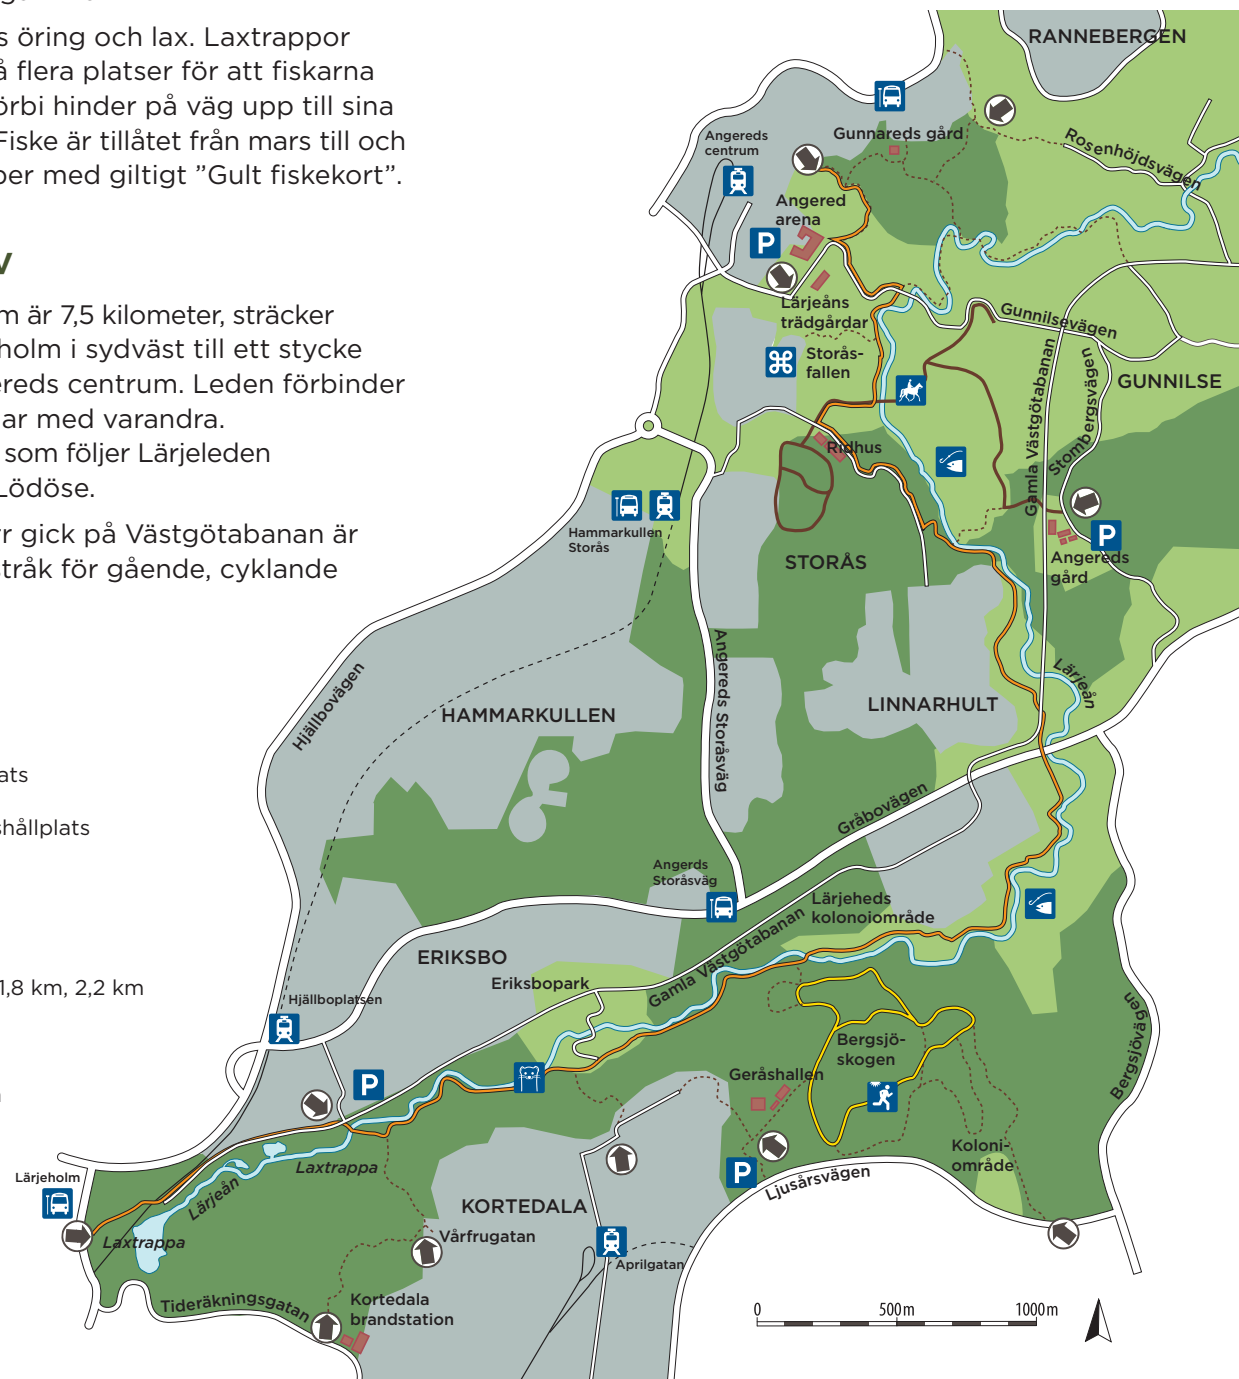 s öring och lax. Laxtrappor
å flera platser för att fiskarna
örbi hinder på väg upp till sina
Fiske är tillåtet från mars till och
ber med giltigt ”Gult fiskekort”.
v
m är 7,5 kilometer, sträcker
holm i sydväst till ett stycke
ereds centrum. Leden förbinder
nar med varandra.
som följer Lärjeleden
Lödöse.
yr gick på Västgötabanan är
stråk för gående, cyklande
ats
shållplats
1,8 km, 2,2 km
RANNEBERGEN
Angereds
centrum
Gunnareds gård
Rosenhöjdsvägen
Angered
arena
P
Lärjeåns
trädgårdar
Gunnilsevägen
Storås-
fallen
Gamla Västgötabanan
Stombergsvägen
GUNNILSE
Ridhus
Hammarkullen
Storås
P
Angereds
gård
STORÅS
Lärjeån
Hjällbovägen
HAMMARKULLEN
Angereds Storåsväg
LINNARHULT
Gråbovägen
Angerds
Storåsväg
Lärjeheds
kolonoiområde
ERIKSBO
Eriksbopark
Gamla Västgötabanan
Hjällboplatsen
Bergsjö-
skogen
Bergsjövägen
P
Geråshallen
Koloni-
område
Laxtrappa
P
Ljusårsvägen
Lärjeholm
Lärjeån
KORTEDALA
Laxtrappa
Vårfrugatan
Aprilgatan
Tideräkningsgatan
Kortedala
brandstation
0 500m 1000m